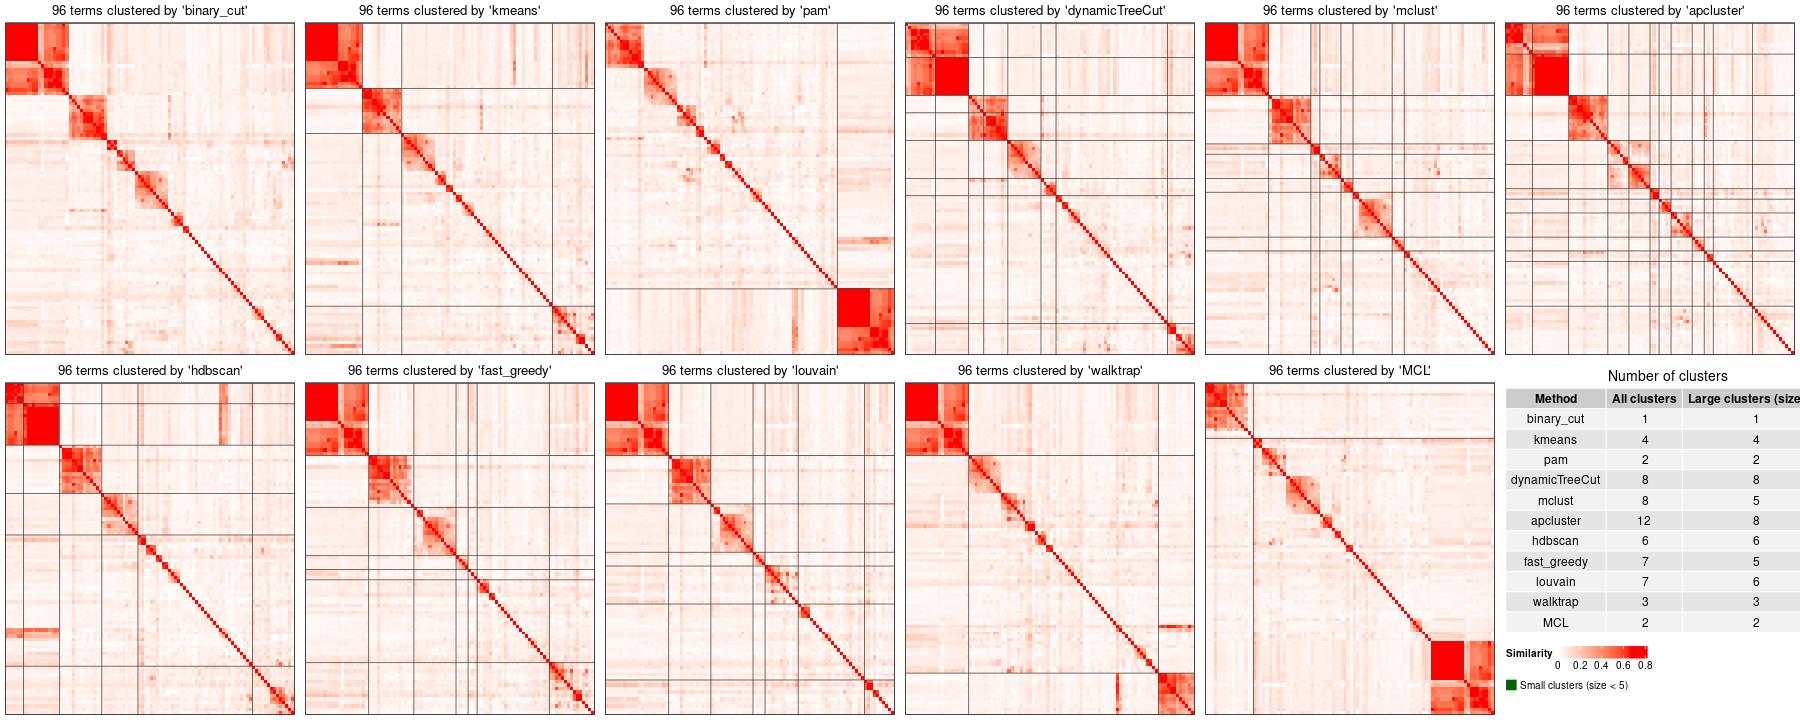 96 terms clustered by 'binary_cut'
96 terms clustered by 'kmeans'
96 terms clustered by 'pam'
96 terms clustered by 'dynamicTreeCut'
96 terms clustered by 'mclust'
96 terms clustered by 'apcluster'
96 terms clustered by 'hdbscan'
96 terms clustered by 'fast_greedy'
96 terms clustered by 'louvain'
96 terms clustered by 'walktrap'
96 terms clustered by 'MCL'
Number of clusters
Method All clusters Large clusters (size
binary_cut 1 1
kmeans 4 4
pam 2 2
dynamicTreeCut 8 8
mclust 8 5
apcluster 12 8
hdbscan 6 6
fast_greedy 7 5
louvain 7 6
walktrap 3 3
MCL 2 2
Similarity
0 0.2 0.4 0.6 0.8
Small clusters (size < 5)